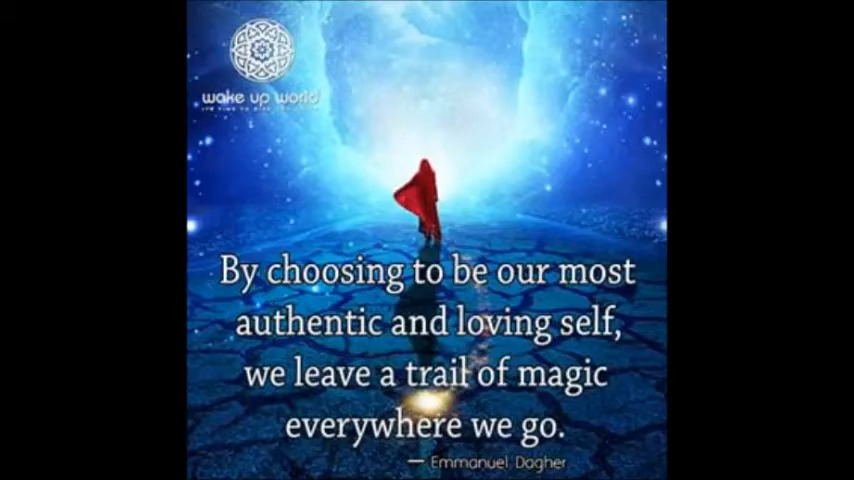 wake up world
By choosing to be our most
authentic and loving self,
we leave a trail of magic
everywhere we go.
— Emmanuel Dagher